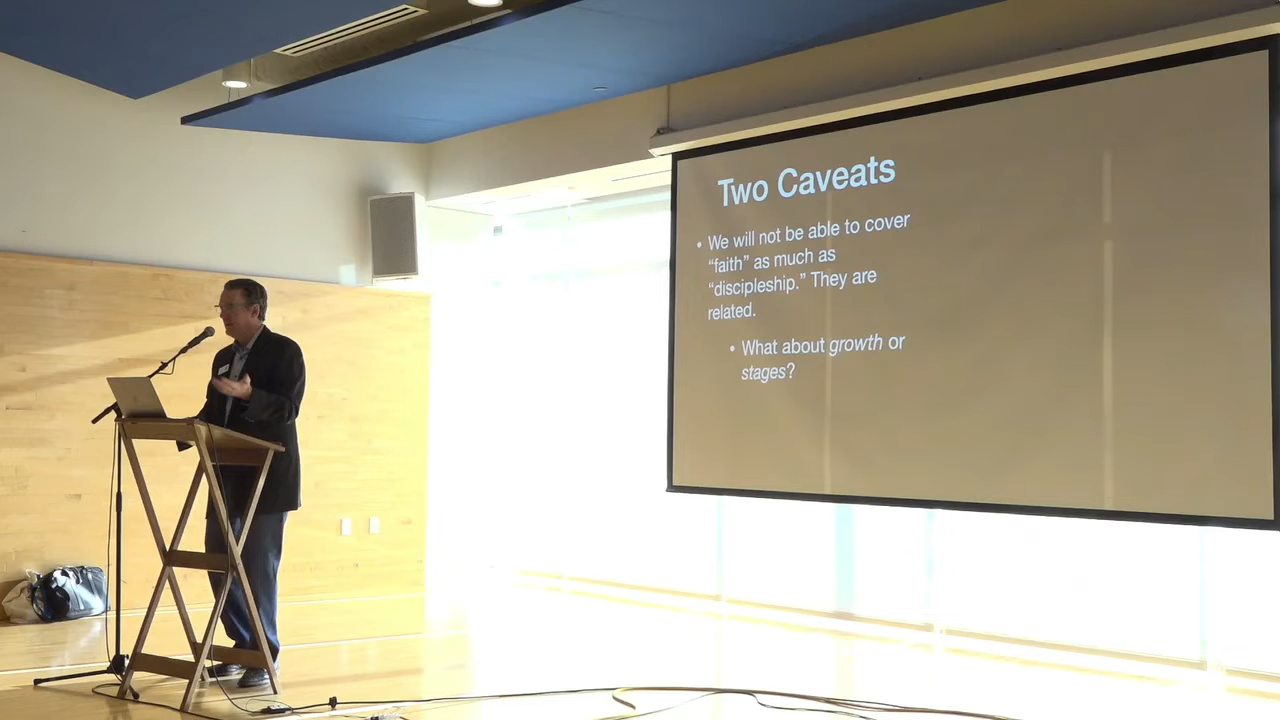 Two Caveats
• We will not be able to cover
“faith” as much as
“discipleship.” They are
related.
• What about growth or
stages?